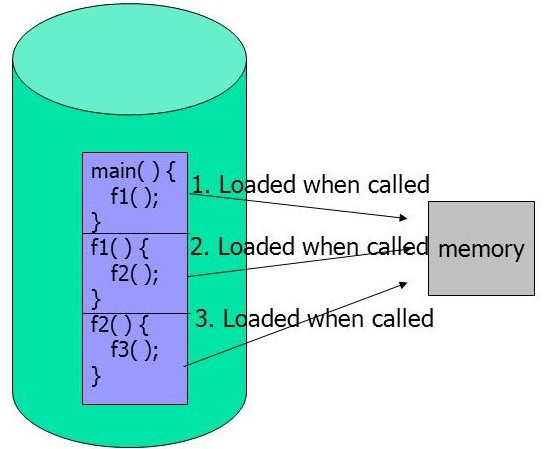 main( ) {
f1( );
}
1. Loaded when called
f1( ) {
f2( );
}
2. Loaded when called
f2( ) {
f3( );
}
3. Loaded when called
memory